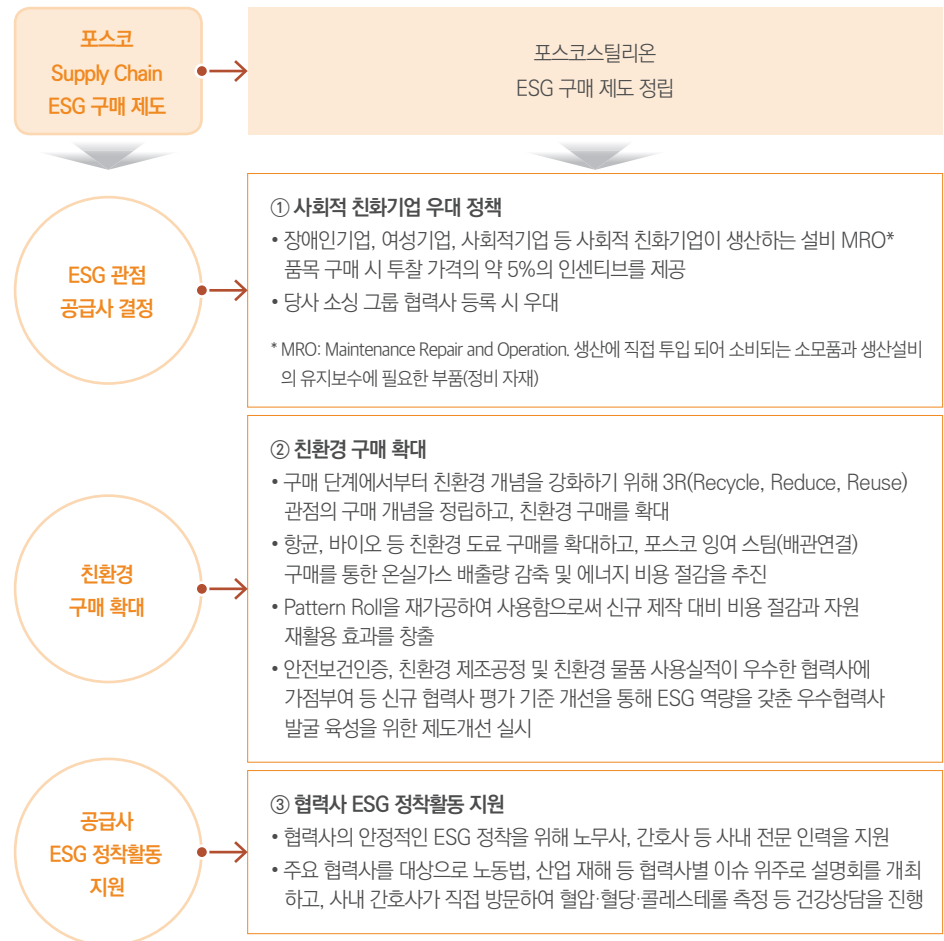 포스코
Supply Chain
ESG 구매 제도
포스코스틸리온
ESG 구매 제도 정립
ESG 관점
공급사 결정
① 사회적 친화기업 우대 정책
• 장애인기업, 여성기업, 사회적기업 등 사회적 친화기업이 생산하는 설비 MRO*
품목 구매 시 투찰 가격의 약 5%의 인센티브를 제공
• 당사 소싱 그룹 협력사 등록 시 우대
* MRO: Maintenance Repair and Operation. 생산에 직접 투입 되어 소비되는 소모품과 생산설비
의 유지보수에 필요한 부품(정비 자재)
친환경
구매 확대
② 친환경 구매 확대
• 구매 단계에서부터 친환경 개념을 강화하기 위해 3R(Recycle, Reduce, Reuse)
관점의 구매 개념을 정립하고, 친환경 구매를 확대
• 항균, 바이오 등 친환경 도료 구매를 확대하고, 포스코 잉여 스팀(배관연결)
구매를 통한 온실가스 배출량 감축 및 에너지 비용 절감을 추진
• Pattern Roll을 재가공하여 사용함으로써 신규 제작 대비 비용 절감과 자원
재활용 효과를 창출
• 안전보건인증, 친환경 제조공정 및 친환경 물품 사용실적이 우수한 협력사에
가점부여 등 신규 협력사 평가 기준 개선을 통해 ESG 역량을 갖춘 우수협력사
발굴 육성을 위한 제도개선 실시
공급사
ESG 정착활동
지원
③ 협력사 ESG 정착활동 지원
• 협력사의 안정적인 ESG 정착을 위해 노무사, 간호사 등 사내 전문 인력을 지원
• 주요 협력사를 대상으로 노동법, 산업 재해 등 협력사별 이슈 위주로 설명회를 개최
하고, 사내 간호사가 직접 방문하여 혈압·혈당·콜레스테롤 측정 등 건강상담을 진행